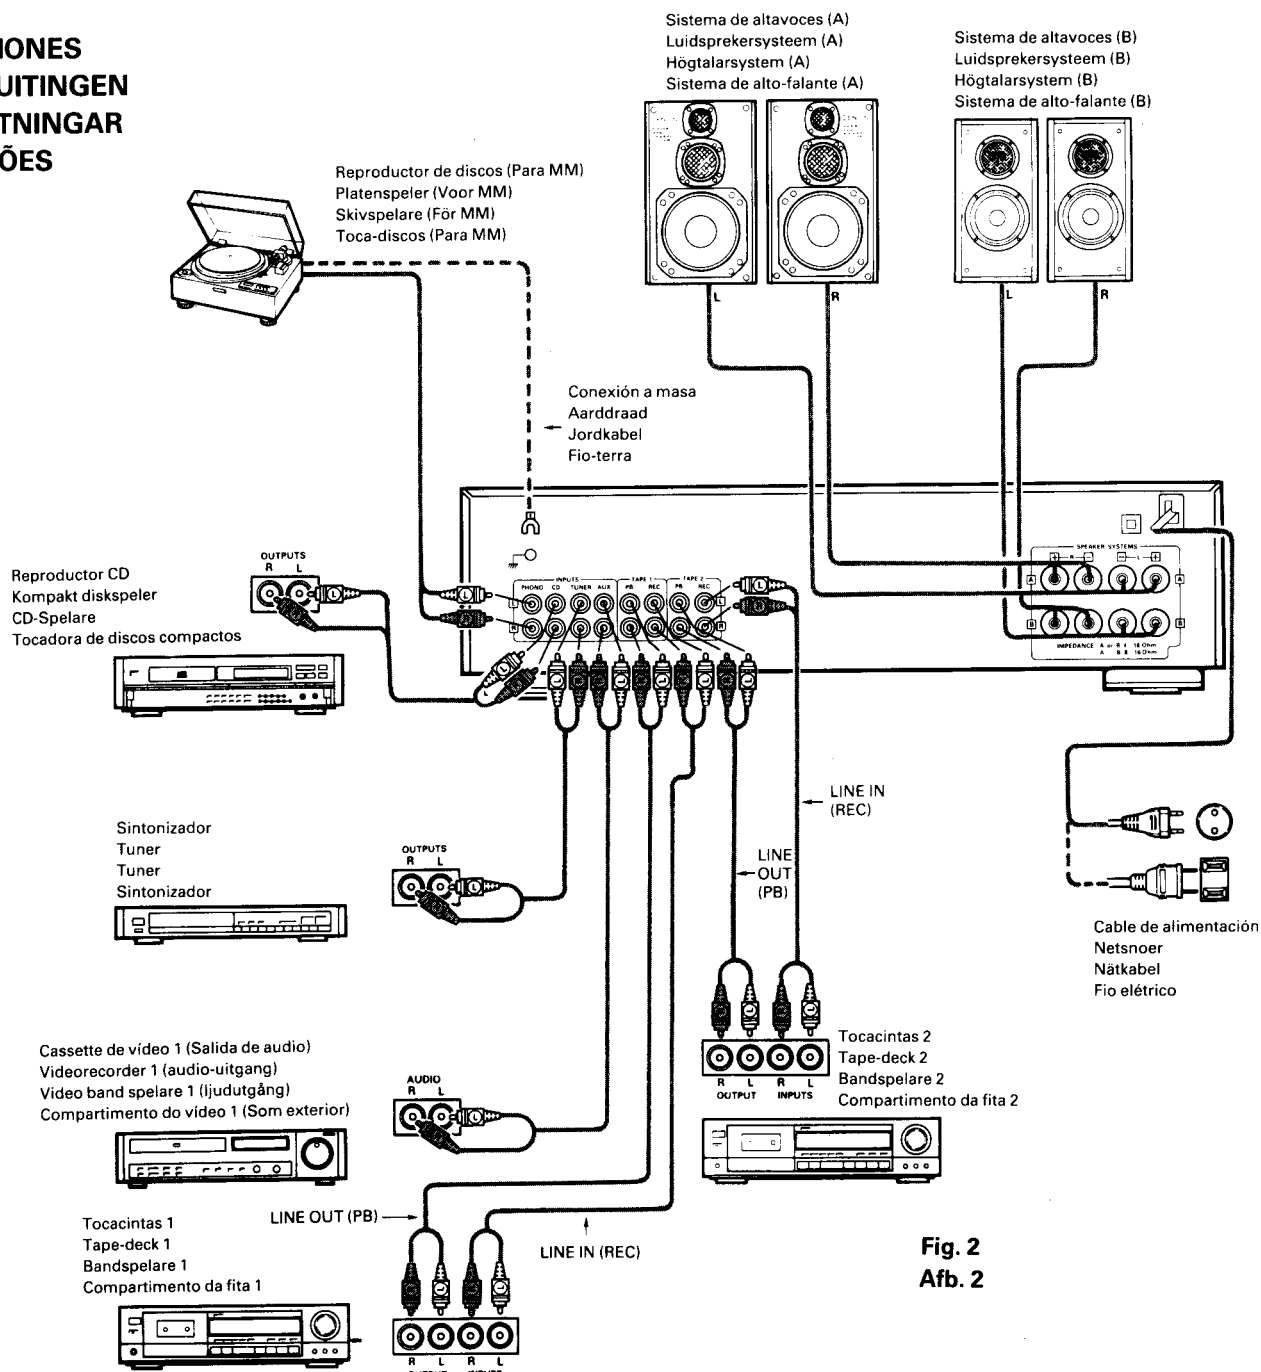 IONES
UITINGEN
TNINGAR
ÕES
Sistema de altavoces (A)
Luidsprekersysteem (A)
Högtalarsystem (A)
Sistema de alto-falante (A)
Sistema de altavoces (B)
Luidsprekersysteem (B)
Högtalarsystem (B)
Sistema de alto-falante (B)
Reproductor de discos (Para MM)
Platenspeler (Voor MM)
Skivspelare (För MM)
Toca-discos (Para MM)
L
R
L
R
Conexión a masa
Aarddraad
Jordkabel
Fio-terra
SPEAKER SYSTEMS
+ R − − L +
A
A
B
B
IMPEDANCE
INPUTS
TAPE 1
TAPE 2
PHONO CD TUNER AUX PB REC PB REC
L
R
OUTPUTS
R L
Reproductor CD
Kompakt diskspeler
CD-Spelare
Tocadora de discos compactos
LINE IN
(REC)
LINE
OUT
(PB)
Sintonizador
Tuner
Tuner
Sintonizador
OUTPUTS
R L
Cable de alimentación
Netsnoer
Nätkabel
Fio elétrico
Cassette de vídeo 1 (Salida de audio)
Videorecorder 1 (audio-uitgang)
Video band spelare 1 (ljudutgång)
Compartimento do vídeo 1 (Som exterior)
AUDIO
R L
R L R L
OUTPUT INPUTS
Tocacintas 2
Tape-deck 2
Bandspelare 2
Compartimento da fita 2
Tocacintas 1
Tape-deck 1
Bandspelare 1
Compartimento da fita 1
LINE OUT (PB)
LINE IN (REC)
R L R L
Fig. 2
Afb. 2